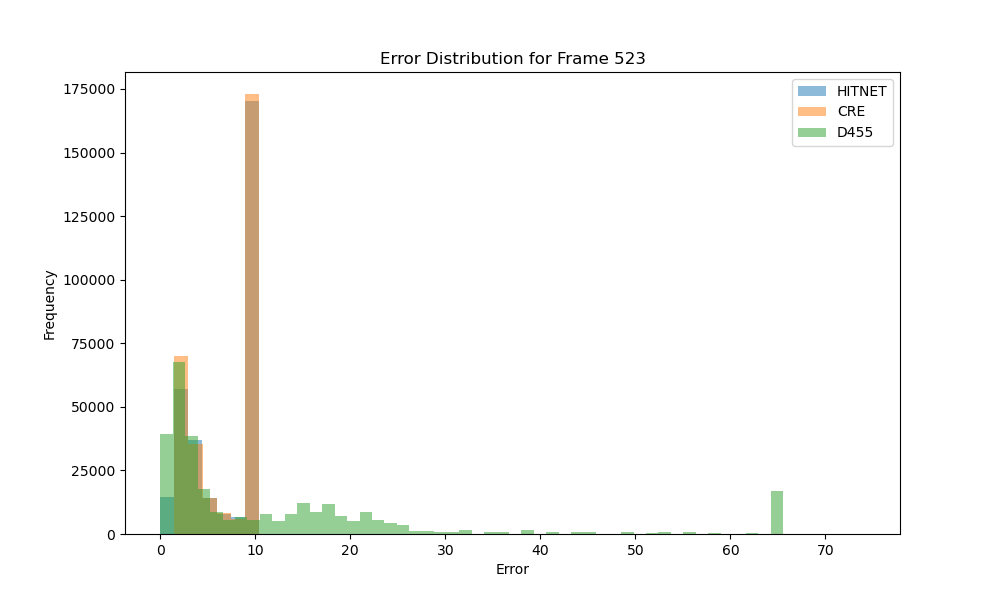 Error Distribution for Frame 523
HITNET
CRE
D455
175000
150000
125000
100000
75000
50000
25000
0
Frequency
0 10 20 30 40 50 60 70
Error